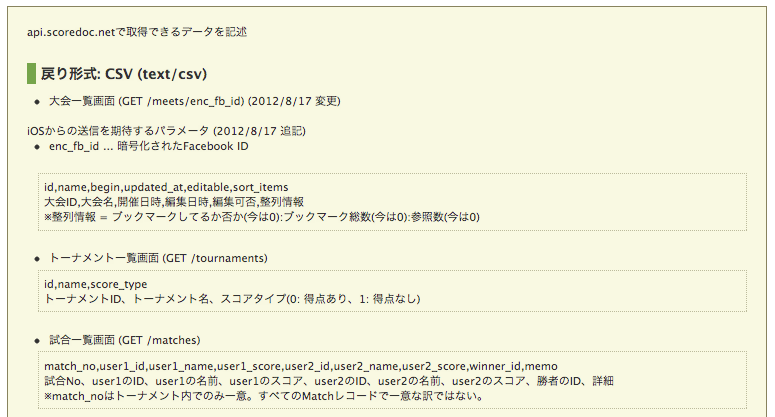 api.scoredoc.netで取得できるデータを記述
戻り形式: CSV (text/csv)
• 大会一覧画面 (GET /meets/enc_fb_id) (2012/8/17 変更)
iOSからの送信を期待するパラメータ (2012/8/17 追記)
• enc_fb_id ... 暗号化されたFacebook ID
id,name,begin,updated_at,editable,sort_items
大会ID,大会名,開催日時,編集日時,編集可否,整列情報
※整列情報 = ブックマークしてるか否か(今は0):ブックマーク総数(今は0):参照数(今は0)
• トーナメント一覧画面 (GET /tournaments)
id,name,score_type
トーナメントID、トーナメント名、スコアタイプ(0: 得点あり、1: 得点なし)
• 試合一覧画面 (GET /matches)
match_no,user1_id,user1_name,user1_score,user2_id,user2_name,user2_score,winner_id,memo
試合No、user1のID、user1の名前、user1のスコア、user2のID、user2の名前、user2のスコア、勝者のID、詳細
※match_noはトーナメント内でのみ一意。すべてのMatchレコードで一意な訳ではない。